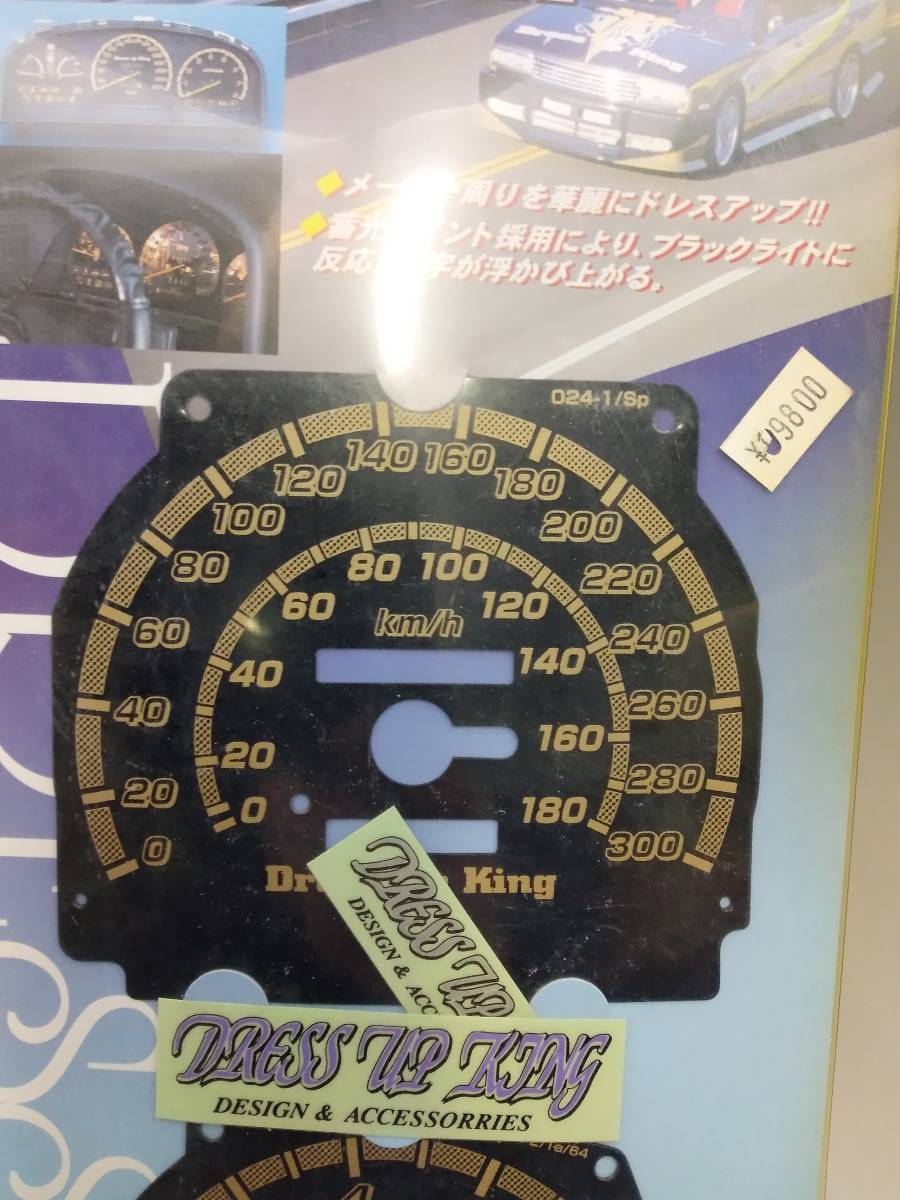 メー 周りを華麗にドレスアップ!!
蓄光 イント採用により、ブラックライトに
反応 字が浮かび上がる。
024-1/Sp
¥9800
0
20
40
60
80
100
120
140
160
180
200
220
240
260
280
300
0
20
40
60
80
100
120
140
160
180
km/h
King
DRESS UP
DESIGN &
DRESS UP KING
DESIGN & ACCESSORRIES